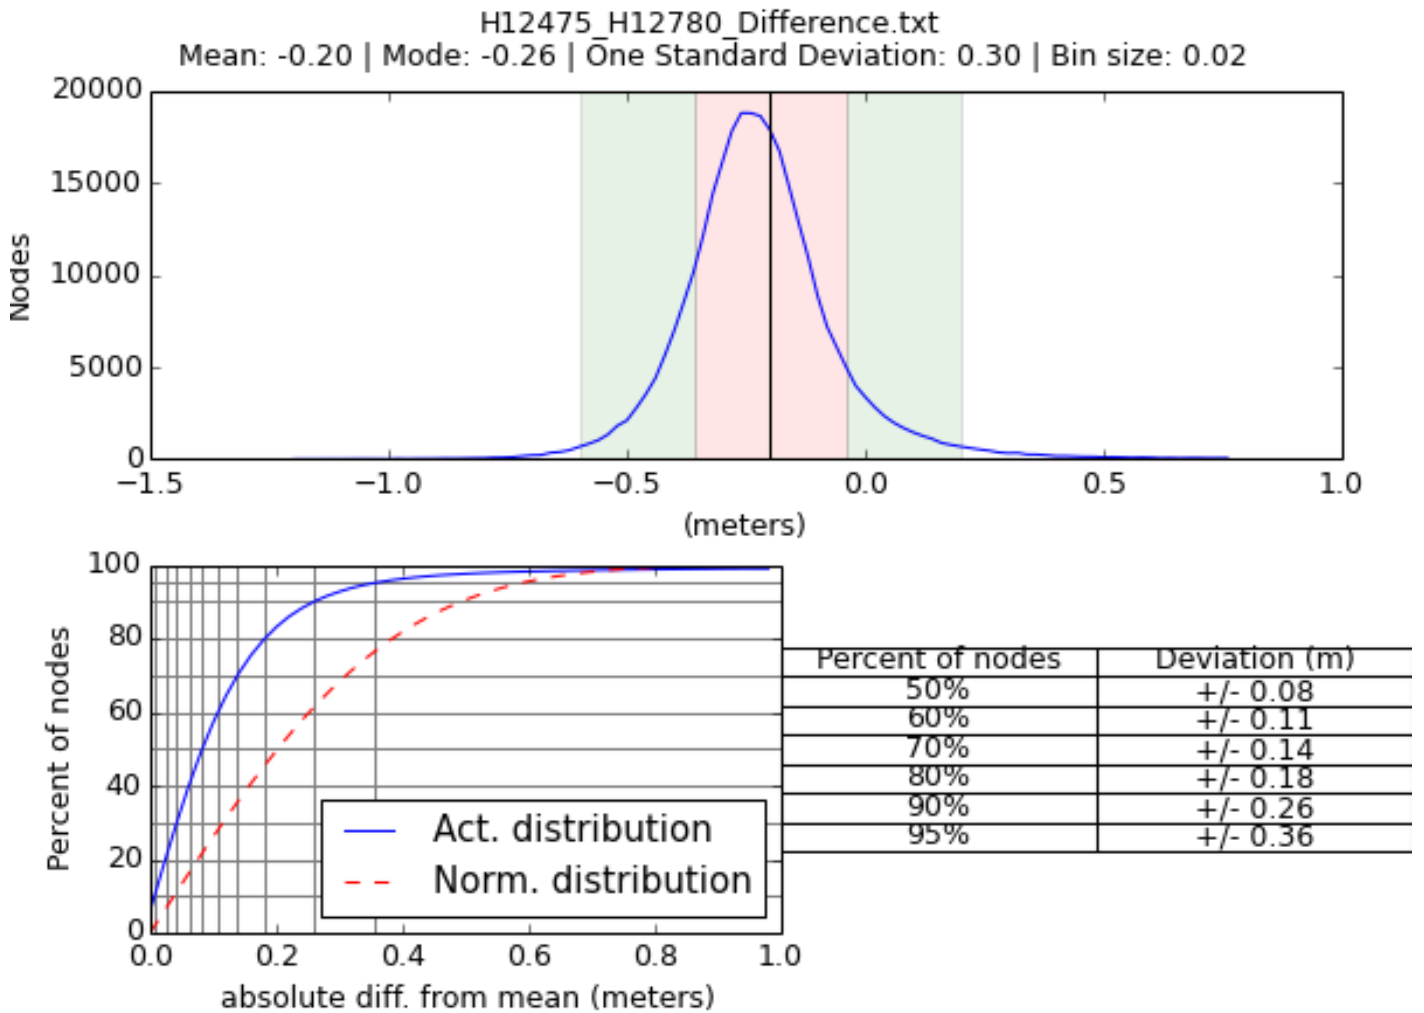 H12475_H12780_Difference.txt
Mean: -0.20 | Mode: -0.26 | One Standard Deviation: 0.30 | Bin size: 0.02
20000
15000
10000
5000
0
Nodes
−1.5 −1.0 −0.5 0.0 0.5 1.0
(meters)
100
80
60
40
20
0
Percent of nodes
Act. distribution
Norm. distribution
0.0 0.2 0.4 0.6 0.8 1.0
absolute diff. from mean (meters)
Percent of nodes Deviation (m)
50% +/- 0.08
60% +/- 0.11
70% +/- 0.14
80% +/- 0.18
90% +/- 0.26
95% +/- 0.36